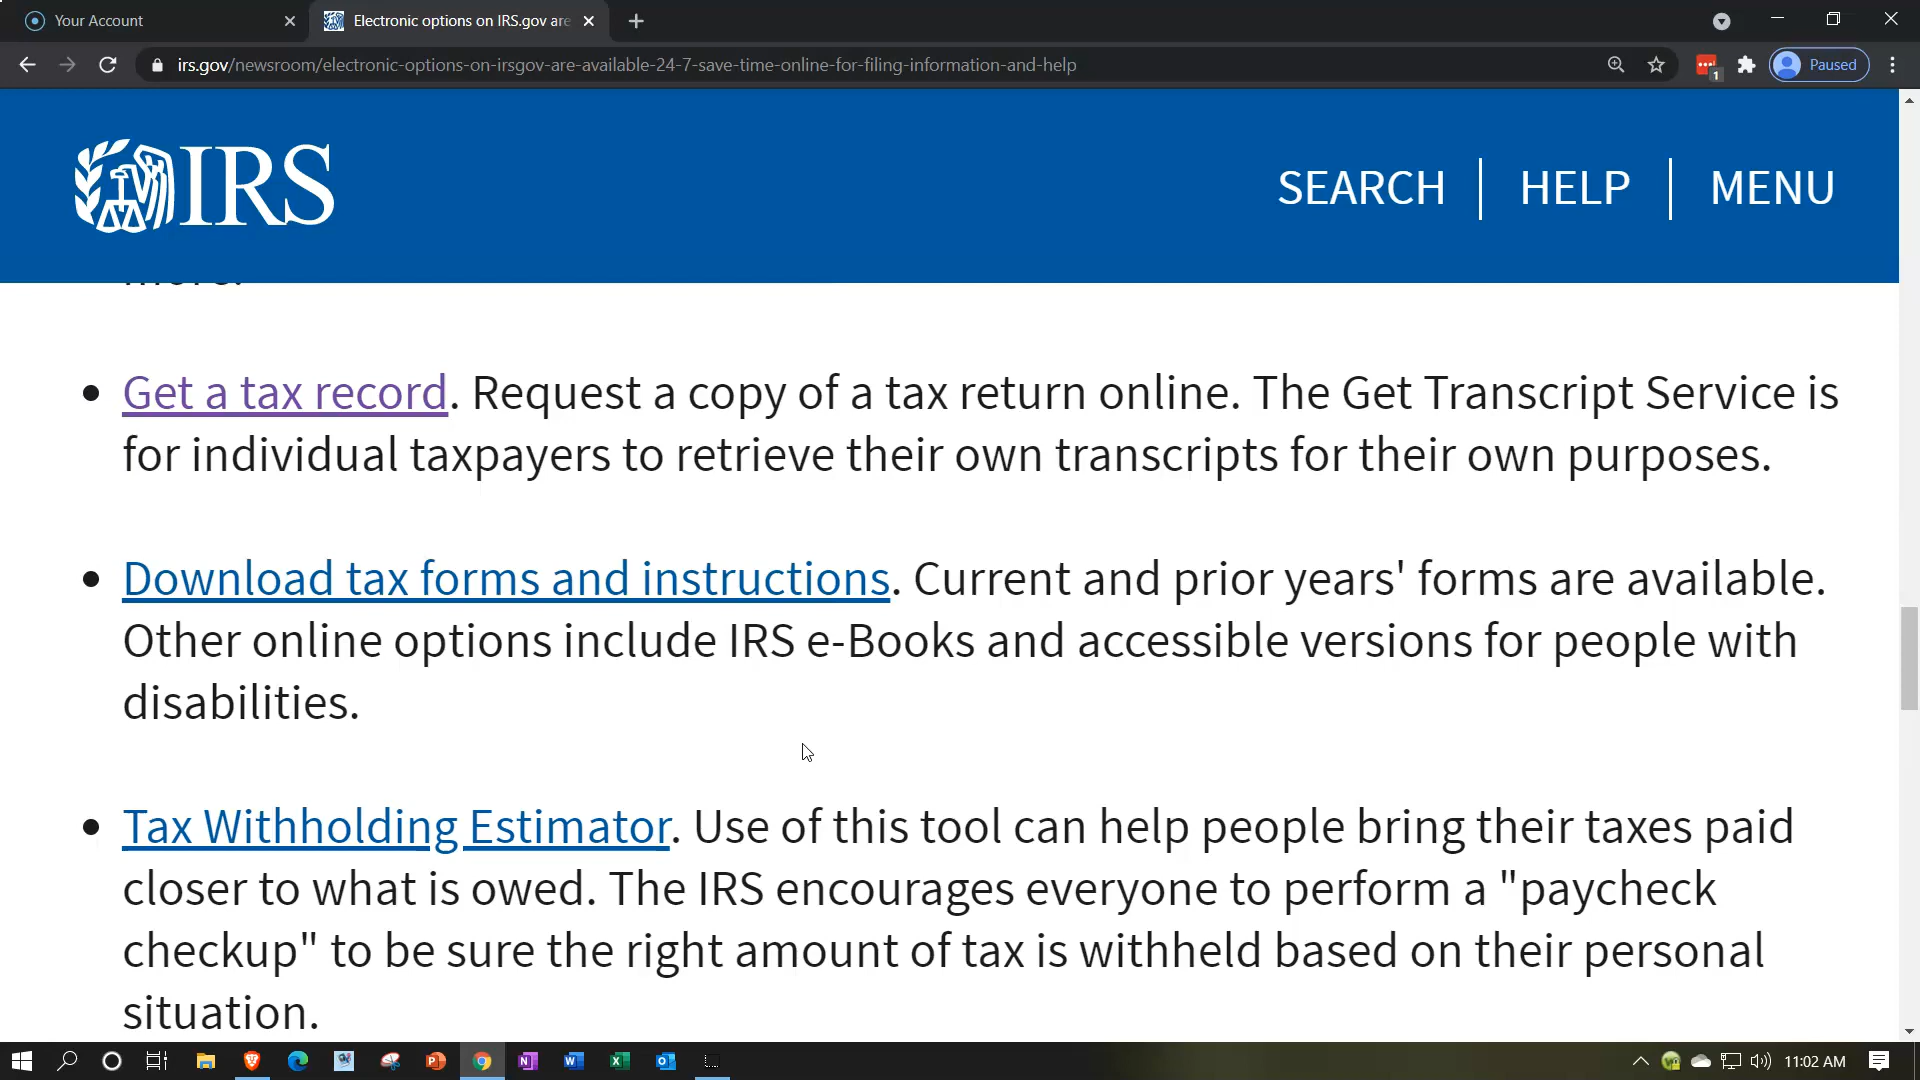 Your Account
Electronic options on IRS.gov are
irs.gov/newsroom/electronic-options-on-irsgov-are-available-24-7-save-time-online-for-filing-information-and-help
1
Paused
IRS
SEARCH
HELP
MENU
more.
Get a tax record. Request a copy of a tax return online. The Get Transcript Service is
for individual taxpayers to retrieve their own transcripts for their own purposes.
Download tax forms and instructions. Current and prior years' forms are available.
Other online options include IRS e-Books and accessible versions for people with
disabilities.
Tax Withholding Estimator. Use of this tool can help people bring their taxes paid
closer to what is owed. The IRS encourages everyone to perform a "paycheck
checkup" to be sure the right amount of tax is withheld based on their personal
situation.
11:02 AM